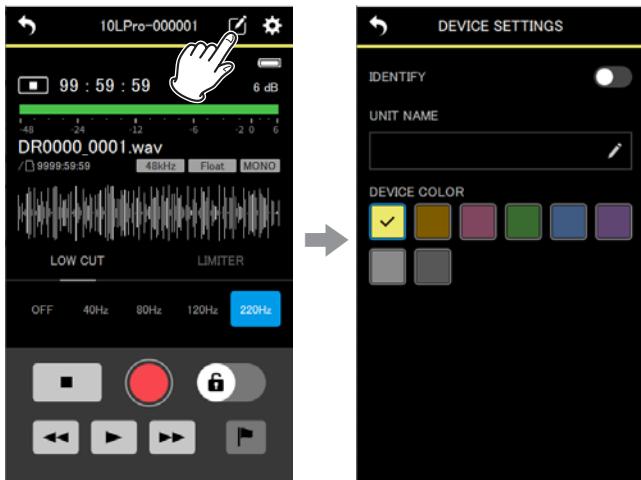 10LPro-000001
99 : 59 : 59
6 dB
-48 -24 -12 -6 -2 0 6
DR0000_0001.wav
/ 9999:59:59 48kHz Float MONO
LOW CUT LIMITER
OFF 40Hz 80Hz 120Hz 220Hz
DEVICE SETTINGS
IDENTIFY
UNIT NAME
DEVICE COLOR